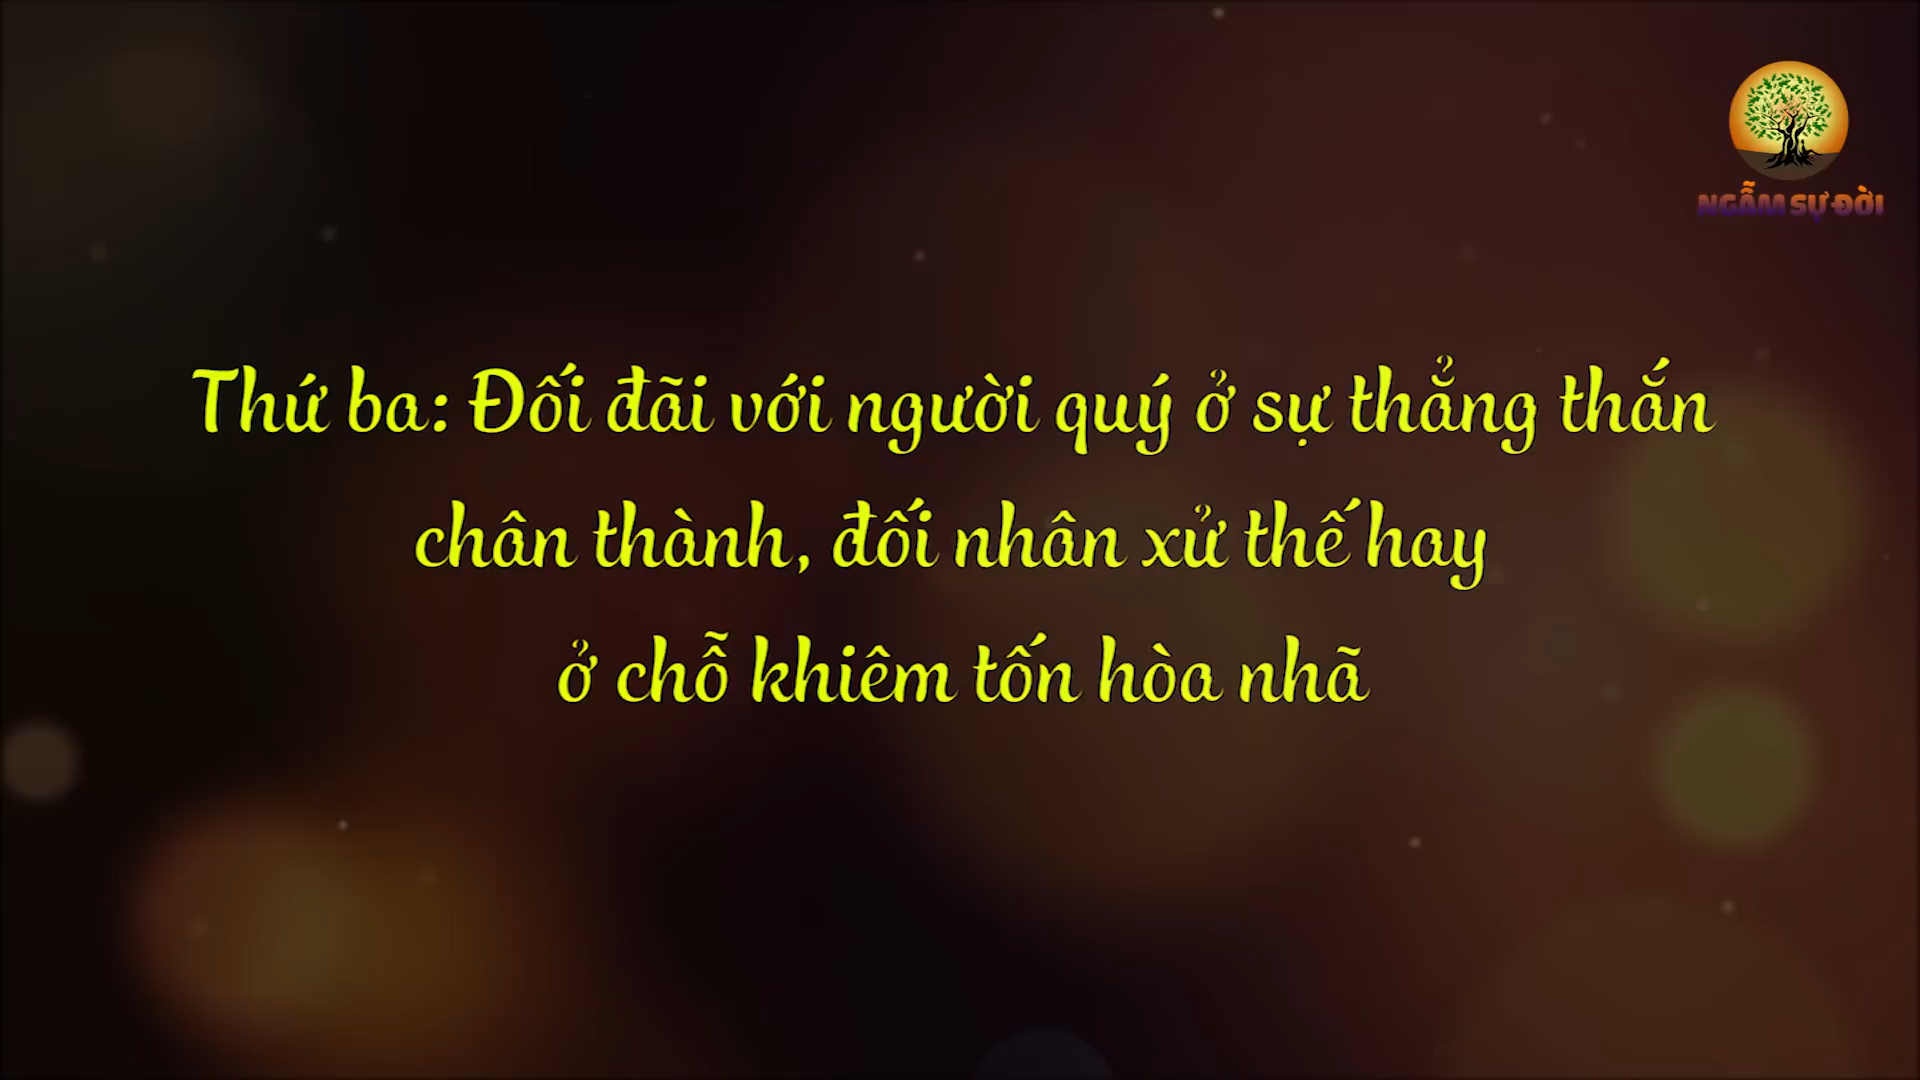 NGẪM SỰ ĐỜI
Thứ ba: Đối đãi với người quý ở sự thẳng thắn
chân thành, đối nhân xử thế hay
ở chỗ khiêm tốn hòa nhã